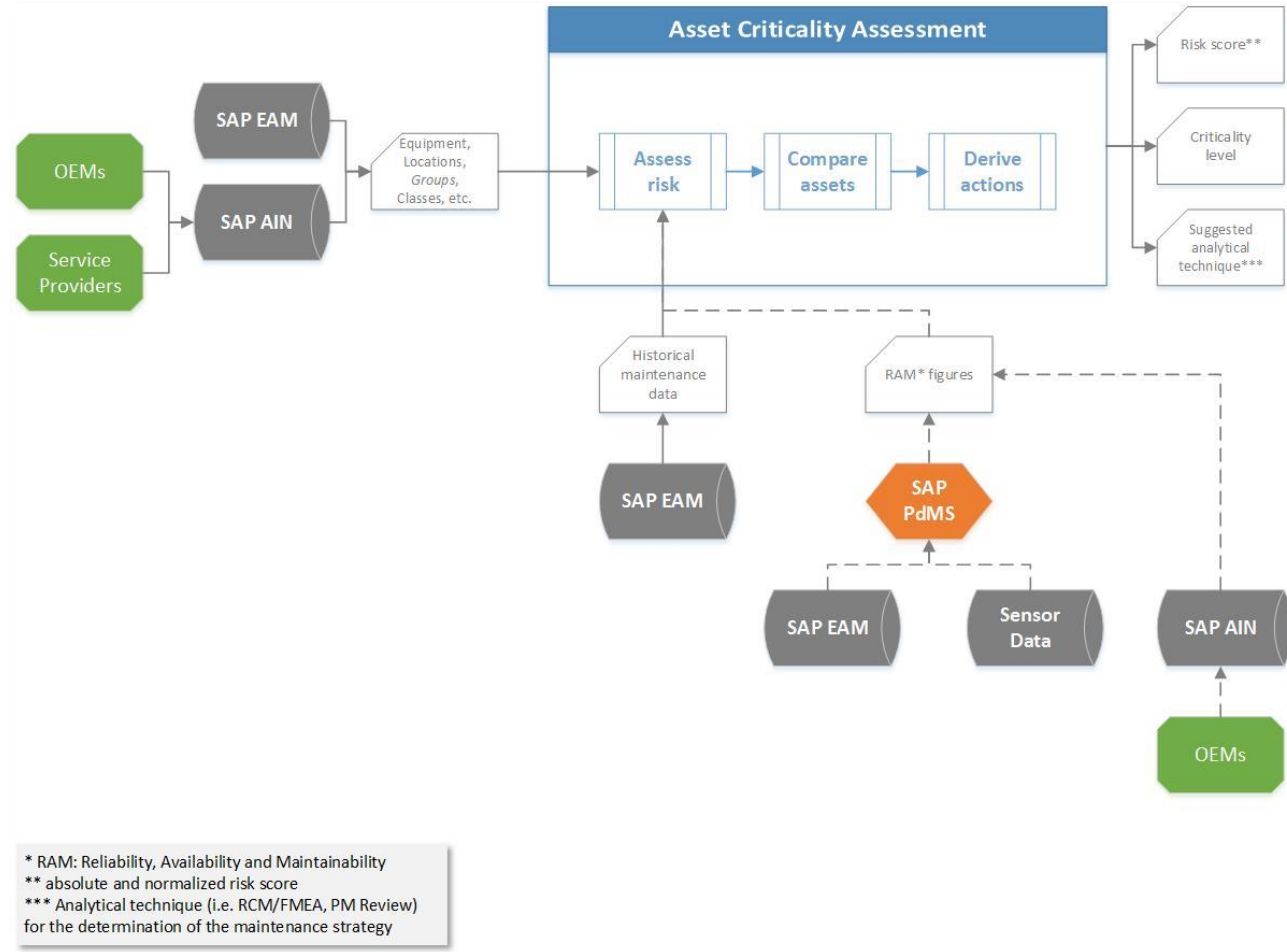 Asset Criticality Assessment
Risk score**
SAP EAM
OEMs
Equipment,
Locations,
Groups,
Classes, etc.
Assess
risk
Compare
assets
Derive
actions
Criticality
level
SAP AIN
Service
Providers
Suggested
analytical
technique***
Historical
maintenance
data
RAM* figures
SAP EAM
SAP
PdMS
SAP EAM
Sensor
Data
SAP AIN
OEMs
* RAM: Reliability, Availability and Maintainability
** absolute and normalized risk score
*** Analytical technique (i.e. RCM/FMEA, PM Review)
for the determination of the maintenance strategy